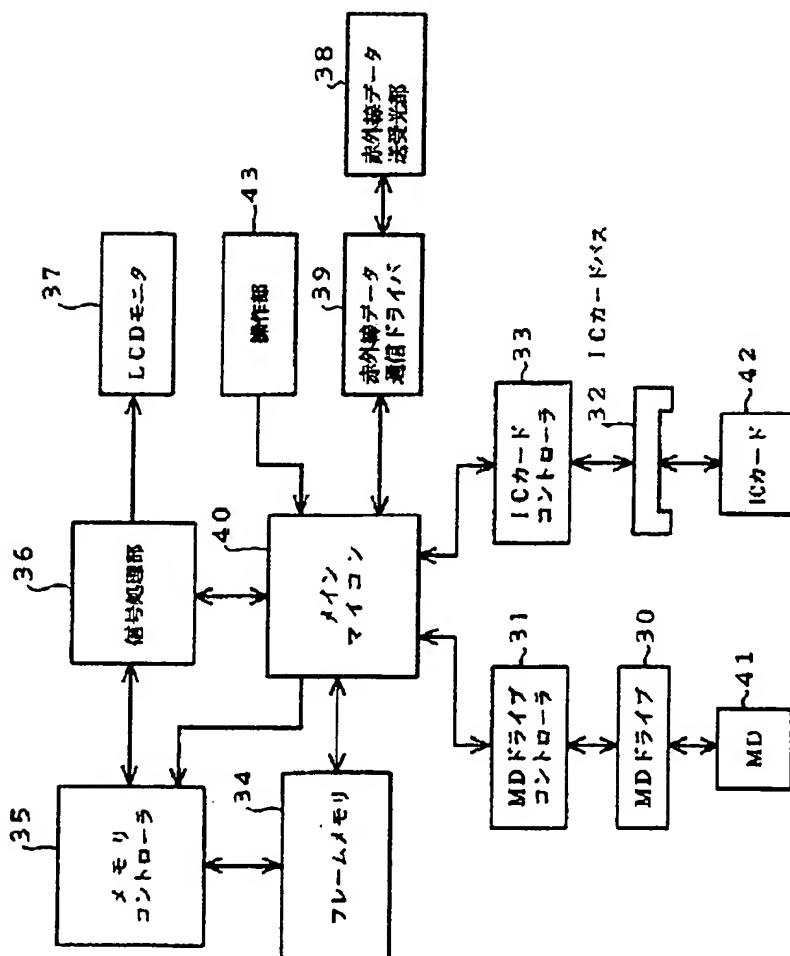 35
メモリ
コントローラ
36
信号処理部
37
LCDモニタ
34
フレームメモリ
40
メイン
マイコン
43
操作部
39
赤外線データ
通信ドライバ
38
赤外線データ
送受光部
31
MDドライブ
コントローラ
30
MDドライブ
41
MD
33
ICカード
コントローラ
32
ICカードバス
42
ICカード